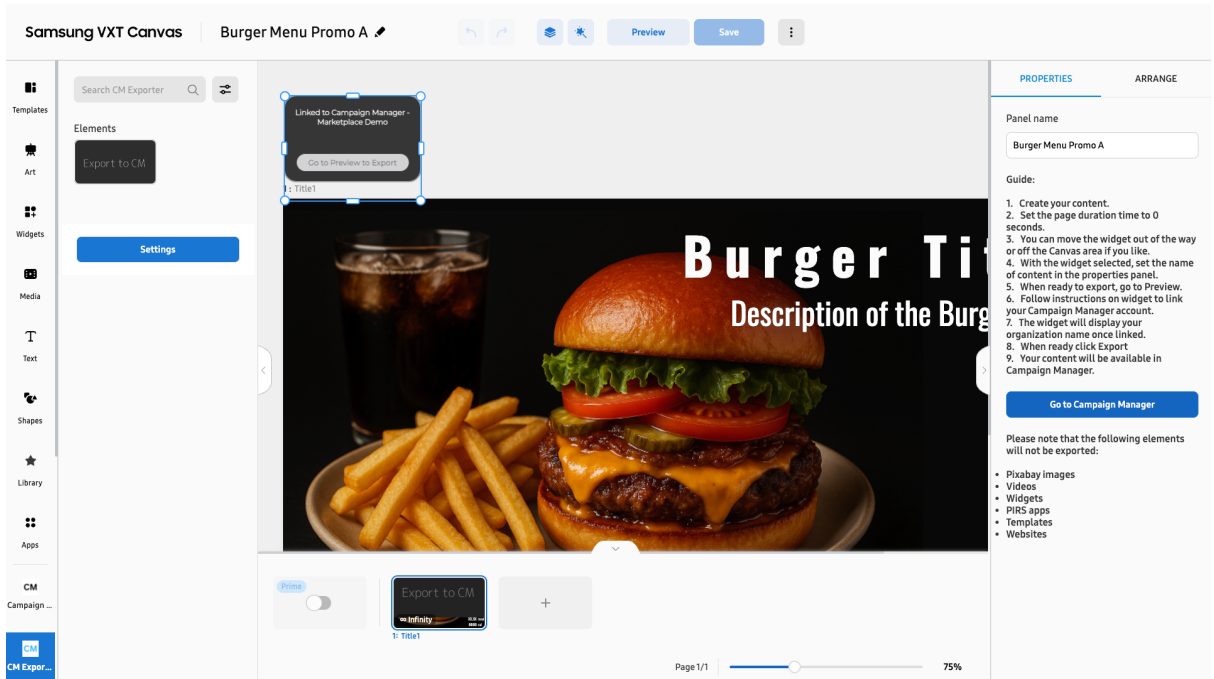 Samsung VXT Canvas
Burger Menu Promo A
Preview
Save
Templates
Art
Widgets
Media
Text
Shapes
Library
Apps
CM
Campaign ...
CM
CM Expor...
Search CM Exporter
Elements
Export to CM
Settings
Linked to Campaign Manager -
Marketplace Demo
Go to Preview to Export
1 : Title1
Burger Tit
Description of the Burg
Prime
Export to CM
∞ Infinity
1: Title1
+
Page 1/1
75%
PROPERTIES
ARRANGE
Panel name
Burger Menu Promo A
Guide:
1. Create your content.
2. Set the page duration time to 0
seconds.
3. You can move the widget out of the way
or off the Canvas area if you like.
4. With the widget selected, set the name
of content in the properties panel.
5. When ready to export, go to Preview.
6. Follow instructions on widget to link
your Campaign Manager account.
7. The widget will display your
organization name once linked.
8. When ready click Export
9. Your content will be available in
Campaign Manager.
Go to Campaign Manager
Please note that the following elements
will not be exported:
• Pixabay images
• Videos
• Widgets
• PIRS apps
• Templates
• Websites